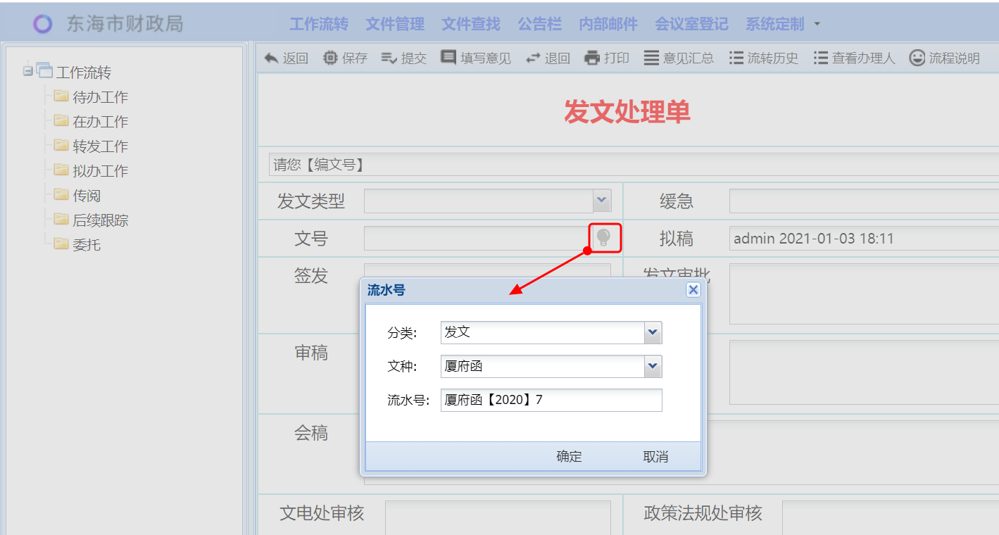 东海市财政局 工作流转 文件管理 文件查找 公告栏 内部邮件 会议室登记 系统定制
返回 保存 提交 填写意见 退回 打印 意见汇总 流转历史 查看办理人 流程说明
工作流转
待办工作
在办工作
转发工作
拟办工作
传阅
后续跟踪
委托
发文处理单
请您【编文号】
发文类型 缓急
文号 拟稿 admin 2021-01-03 18:11
签发 发文审批
流水号
分类: 发文
文种: 厦府函
流水号: 厦府函【2020】7
确定 取消
审稿
会稿
文电处审核 政策法规处审核